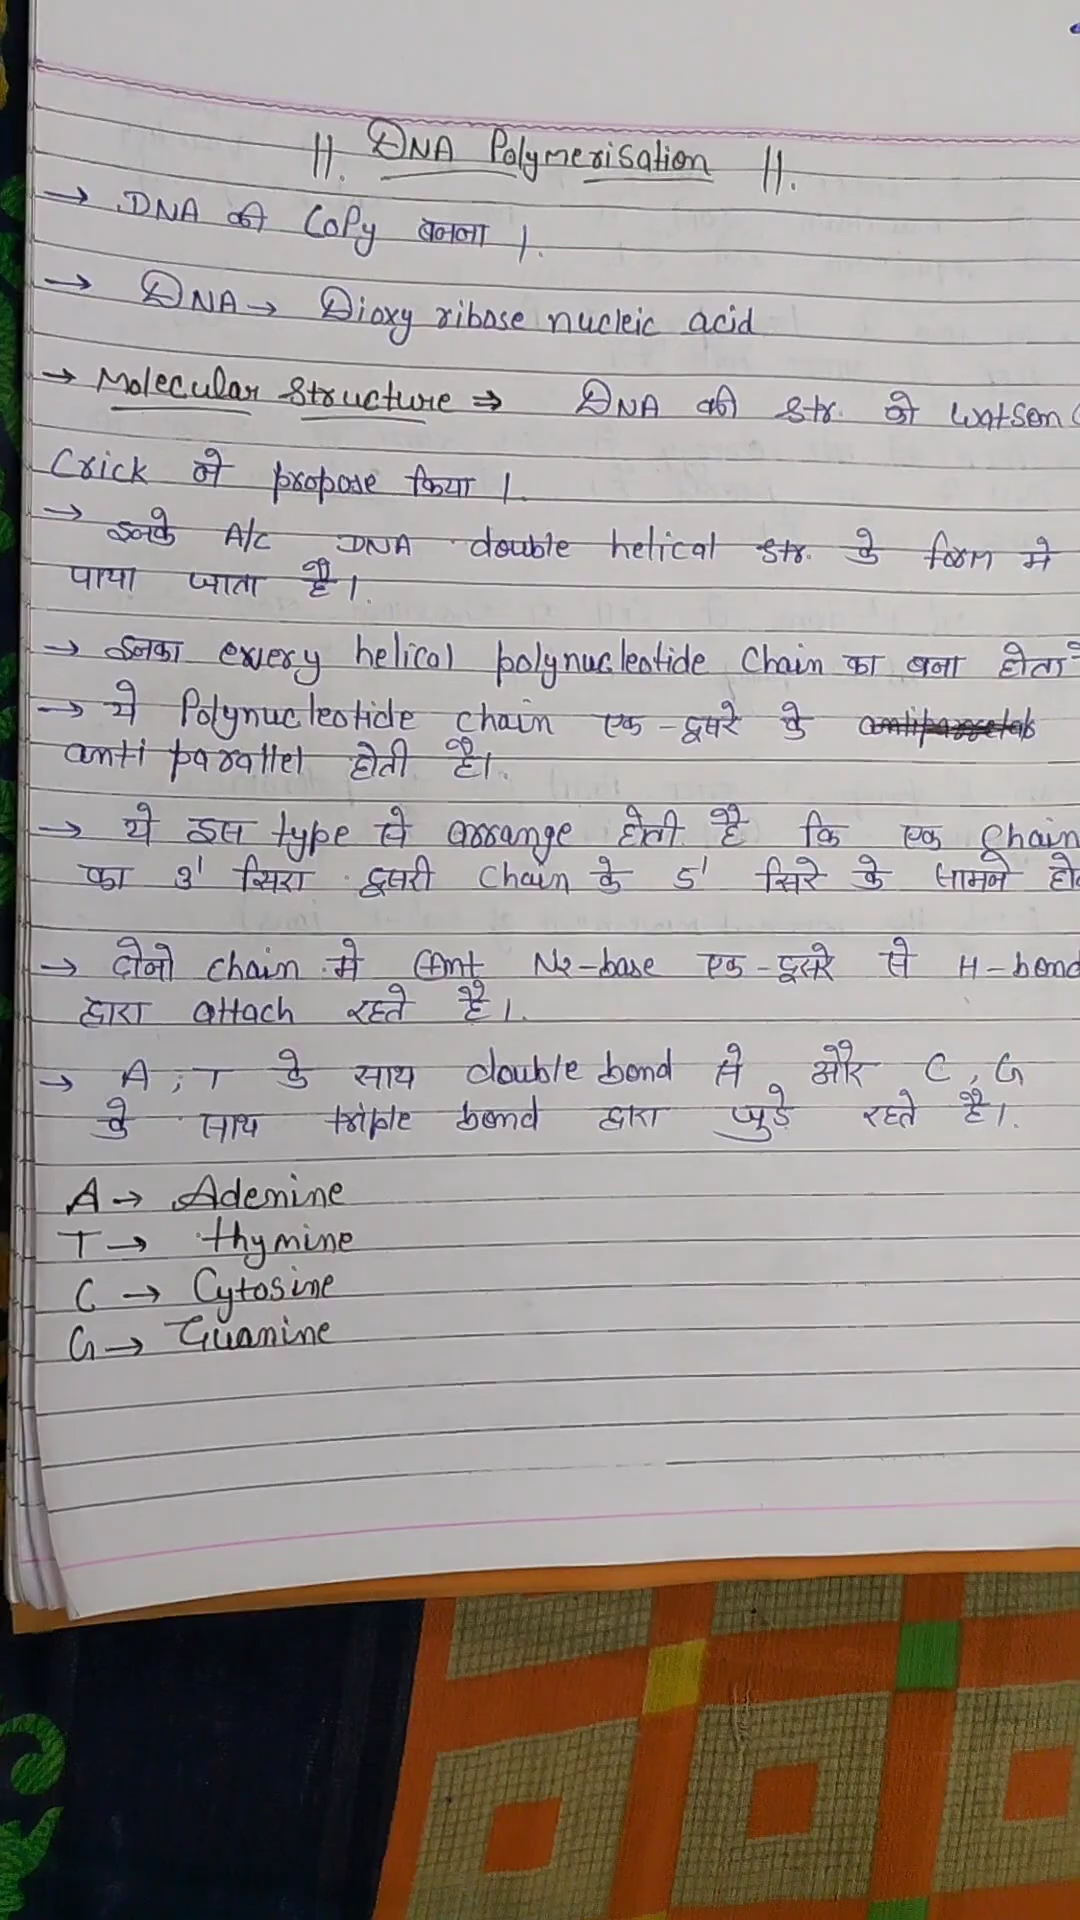 ||. DNA Polymerisation ||.
→ DNA की Copy बनना ।.
→ DNA → Dioxy ribose nucleic acid
→ Molecular Structure ⇒ DNA की str. ने Watson
Crick ने propose किया ।.
→ इनके A/c DNA double helical str. के form मे
पाया जाता है।.
→ इनका every helical polynucleotide Chain का बना होता
→ ये Polynucleotide chain एक-दूसरे के
anti parallel होती है।.
→ ये इस type से arrange होती है कि एक Chain
का 3' सिरा दूसरी Chain के 5' सिरे के सामने
→ दोनो chain मे N2-base एक-दूसरे से H-bond
द्वारा attach रहते है।.
→ A, T के साथ double bond से और C, G
के साथ triple bond द्वारा जुड़े रहते है।.
A → Adenine
T → thymine
C → Cytosine
G → Guanine